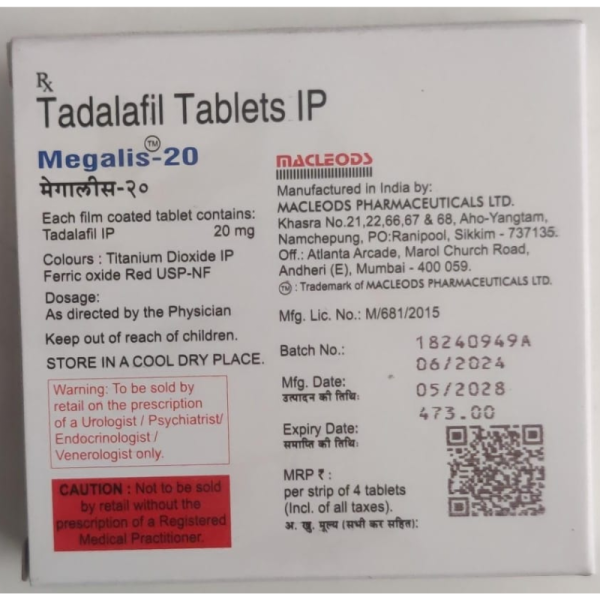 Rx
Tadalafil Tablets IP
Megalis™-20
मेगालीस-२०
Each film coated tablet contains:
Tadalafil IP 20 mg
Colours : Titanium Dioxide IP
Ferric oxide Red USP-NF
Dosage:
As directed by the Physician
Keep out of reach of children.
STORE IN A COOL DRY PLACE.
Warning: To be sold by
retail on the prescription
of a Urologist / Psychiatrist/
Endocrinologist /
Venerologist only.
CAUTION : Not to be sold
by retail without the
prescription of a Registered
Medical Practitioner.
MACLEODS
Manufactured in India by:
MACLEODS PHARMACEUTICALS LTD.
Khasra No.21,22,66,67 & 68, Aho-Yangtam,
Namchepung, PO:Ranipool, Sikkim - 737135.
Off.: Atlanta Arcade, Marol Church Road,
Andheri (E), Mumbai - 400 059.
TM : Trademark of MACLEODS PHARMACEUTICALS LTD.
Mfg. Lic. No.: M/681/2015
Batch No.: 18240949A
06/2024
Mfg. Date: 05/2028
उत्पादन की तिथि:
473.00
Expiry Date:
समाप्ति की तिथि:
MRP ₹ :
per strip of 4 tablets
(Incl. of all taxes).
अ. खु. मूल्य (सभी कर सहित):